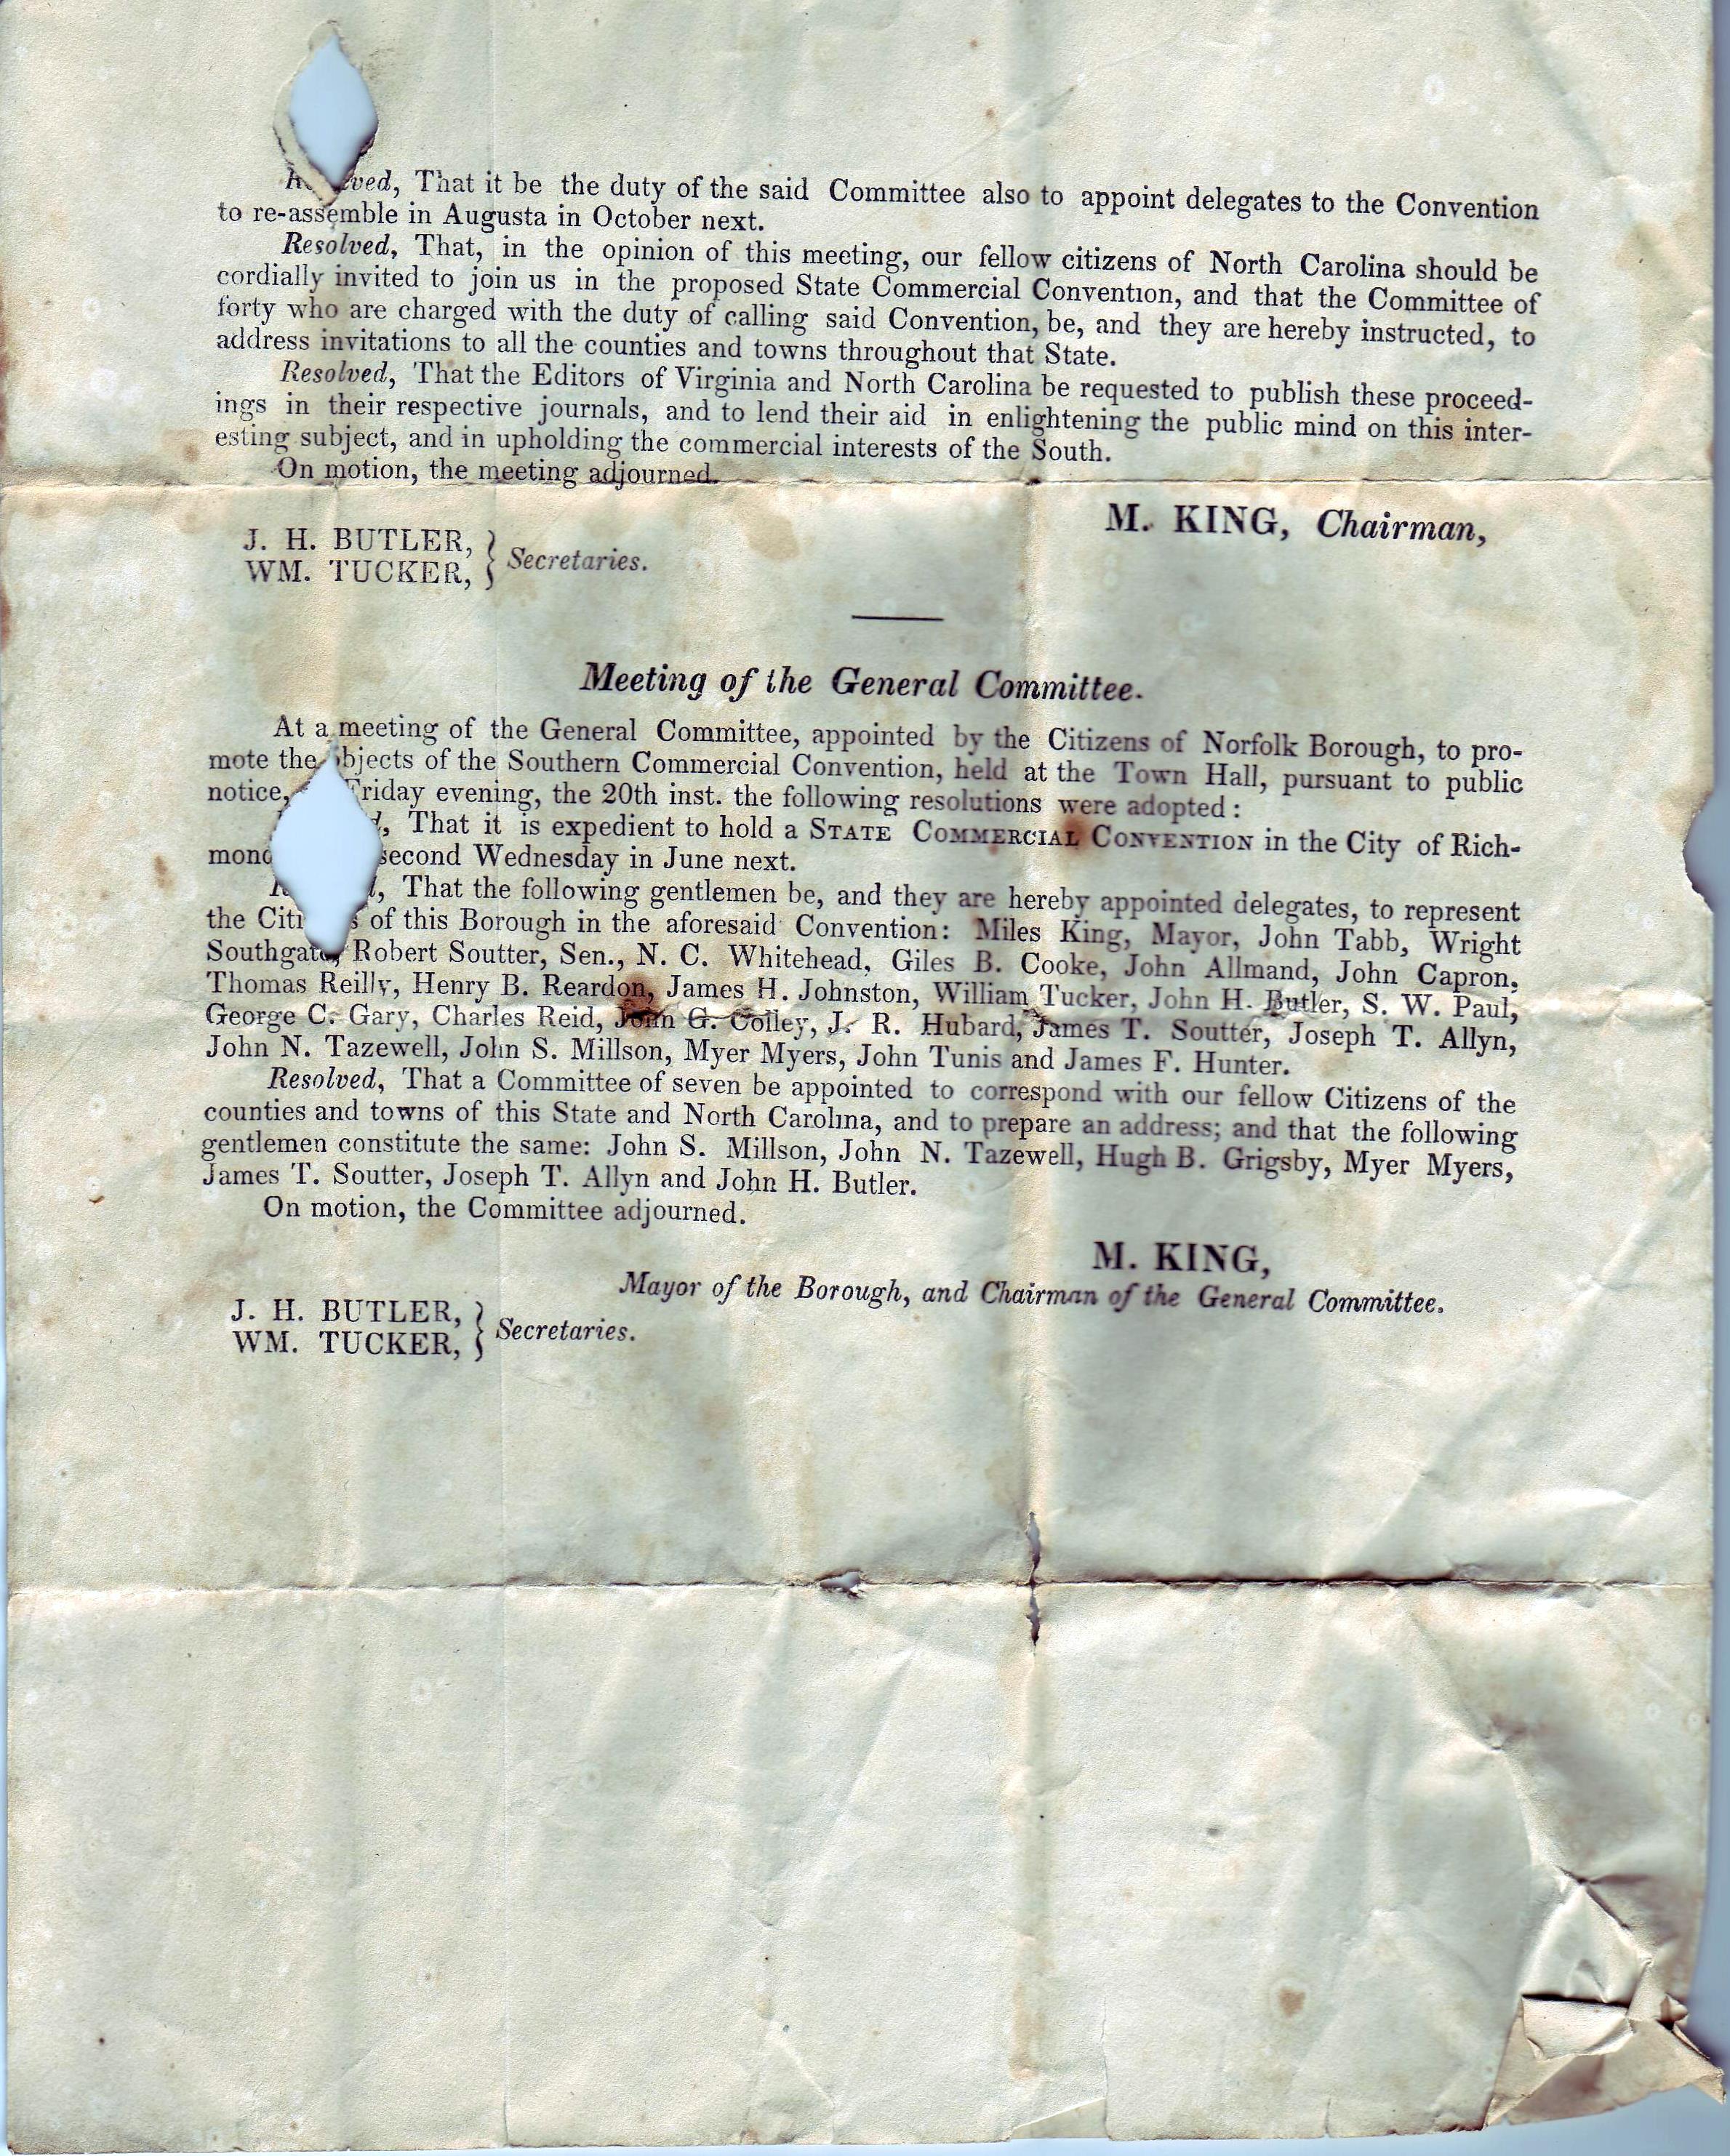 That it be the duty of the said Committee also to appoint delegates to the Convention
to re-assemble in Augusta in October next.
Resolved, That, in the opinion of this meeting, our fellow citizens of North Carolina should be
cordially invited to join us in the proposed State Commercial Convention, and that the Committee of
forty who are charged with the duty of calling said Convention, be, and they are hereby instructed, to
address invitations to all the counties and towns throughout that State.
Resolved, That the Editors of Virginia and North Carolina be requested to publish these proceed-
ings in their respective journals, and to lend their aid in enlightening the public mind on this inter-
esting subject, and in upholding the commercial interests of the South.
On motion, the meeting adjourned.
M. KING, Chairman,
J. H. BUTLER,
WM. TUCKER, } Secretaries.
Meeting of the General Committee.
At a meeting of the General Committee, appointed by the Citizens of Norfolk Borough, to pro-
mote the objects of the Southern Commercial Convention, held at the Town Hall, pursuant to public
notice, Friday evening, the 20th inst. the following resolutions were adopted:
That it is expedient to hold a STATE COMMERCIAL CONVENTION in the City of Rich-
mond second Wednesday in June next.
That the following gentlemen be, and they are hereby appointed delegates, to represent
the Citizens of this Borough in the aforesaid Convention: Miles King, Mayor, John Tabb, Wright
Southgate, Robert Soutter, Sen., N. C. Whitehead, Giles B. Cooke, John Allmand, John Capron,
Thomas Reilly, Henry B. Reardon, James H. Johnston, William Tucker, John H. Butler, S. W. Paul,
George C. Gary, Charles Reid, John G. Colley, J. R. Hubard, James T. Soutter, Joseph T. Allyn,
John N. Tazewell, John S. Millson, Myer Myers, John Tunis and James F. Hunter.
Resolved, That a Committee of seven be appointed to correspond with our fellow Citizens of the
counties and towns of this State and North Carolina, and to prepare an address; and that the following
gentlemen constitute the same: John S. Millson, John N. Tazewell, Hugh B. Grigsby, Myer Myers,
James T. Soutter, Joseph T. Allyn and John H. Butler.
On motion, the Committee adjourned.
M. KING,
Mayor of the Borough, and Chairman of the General Committee.
J. H. BUTLER,
WM. TUCKER, } Secretaries.